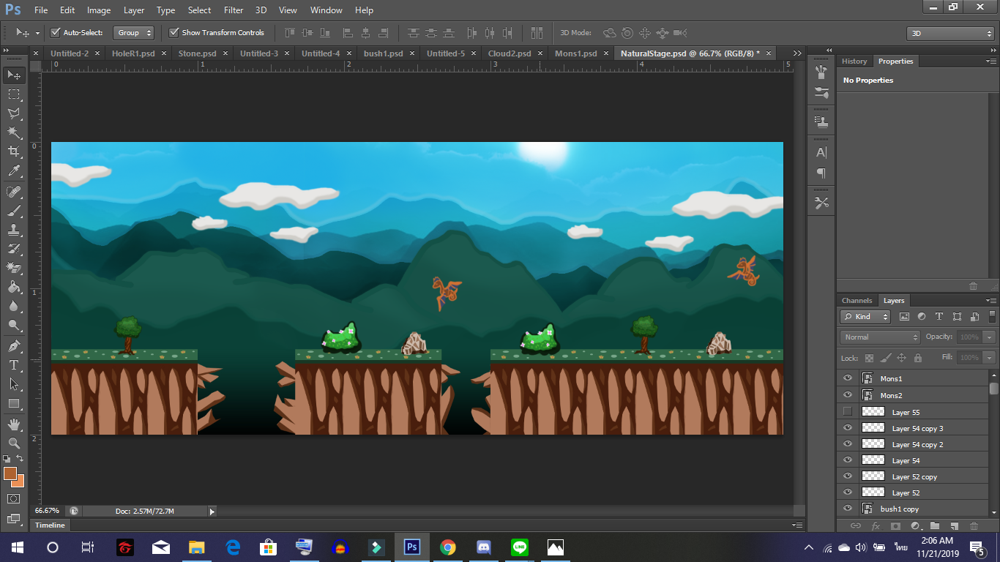 Ps File Edit Image Layer Type Select Filter 3D View Window Help
Auto-Select: Group Show Transform Controls 3D Mode: 3D
Untitled-2 × HoleR1.psd × Stone.psd × Untitled-3 × Untitled-4 × bush1.psd × Untitled-5 × Cloud2.psd × Mons1.psd × NaturalStage.psd @ 66.7% (RGB/8) * ×
0 1 2 3 4 5
0
1
2
History Properties
No Properties
Channels Layers
Kind
Normal Opacity: 100%
Lock: Fill: 100%
Mons1
Mons2
Layer 55
Layer 54 copy 3
Layer 54 copy 2
Layer 54
Layer 52 copy
Layer 52
bush1 copy
fx
66.67% Doc: 2.57M/72.7M
Timeline
Ps LINE ไทย 2:06 AM
11/21/2019 5